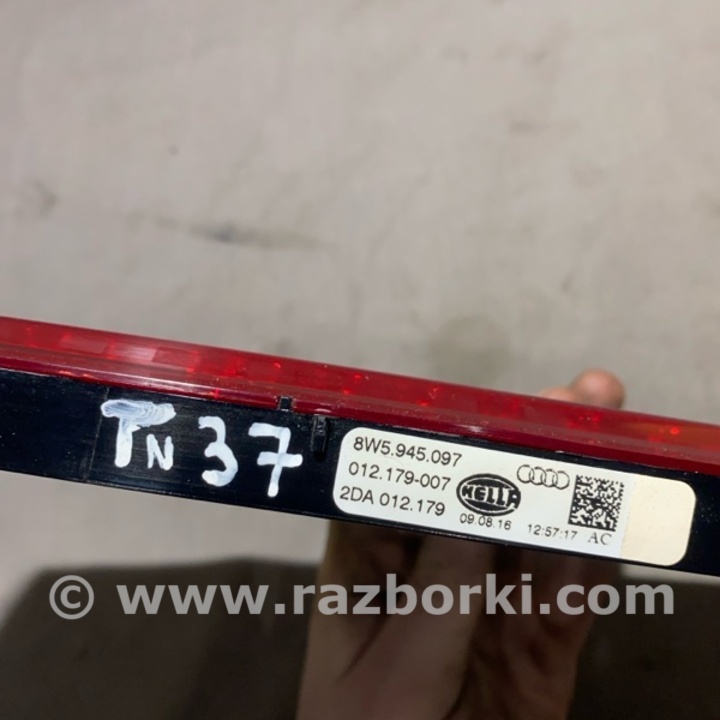 TN 37
8W5.945.097
012.179-007
2DA 012.179
HELLA
09.08.16 12:57:17 AC
© www.razborki.com